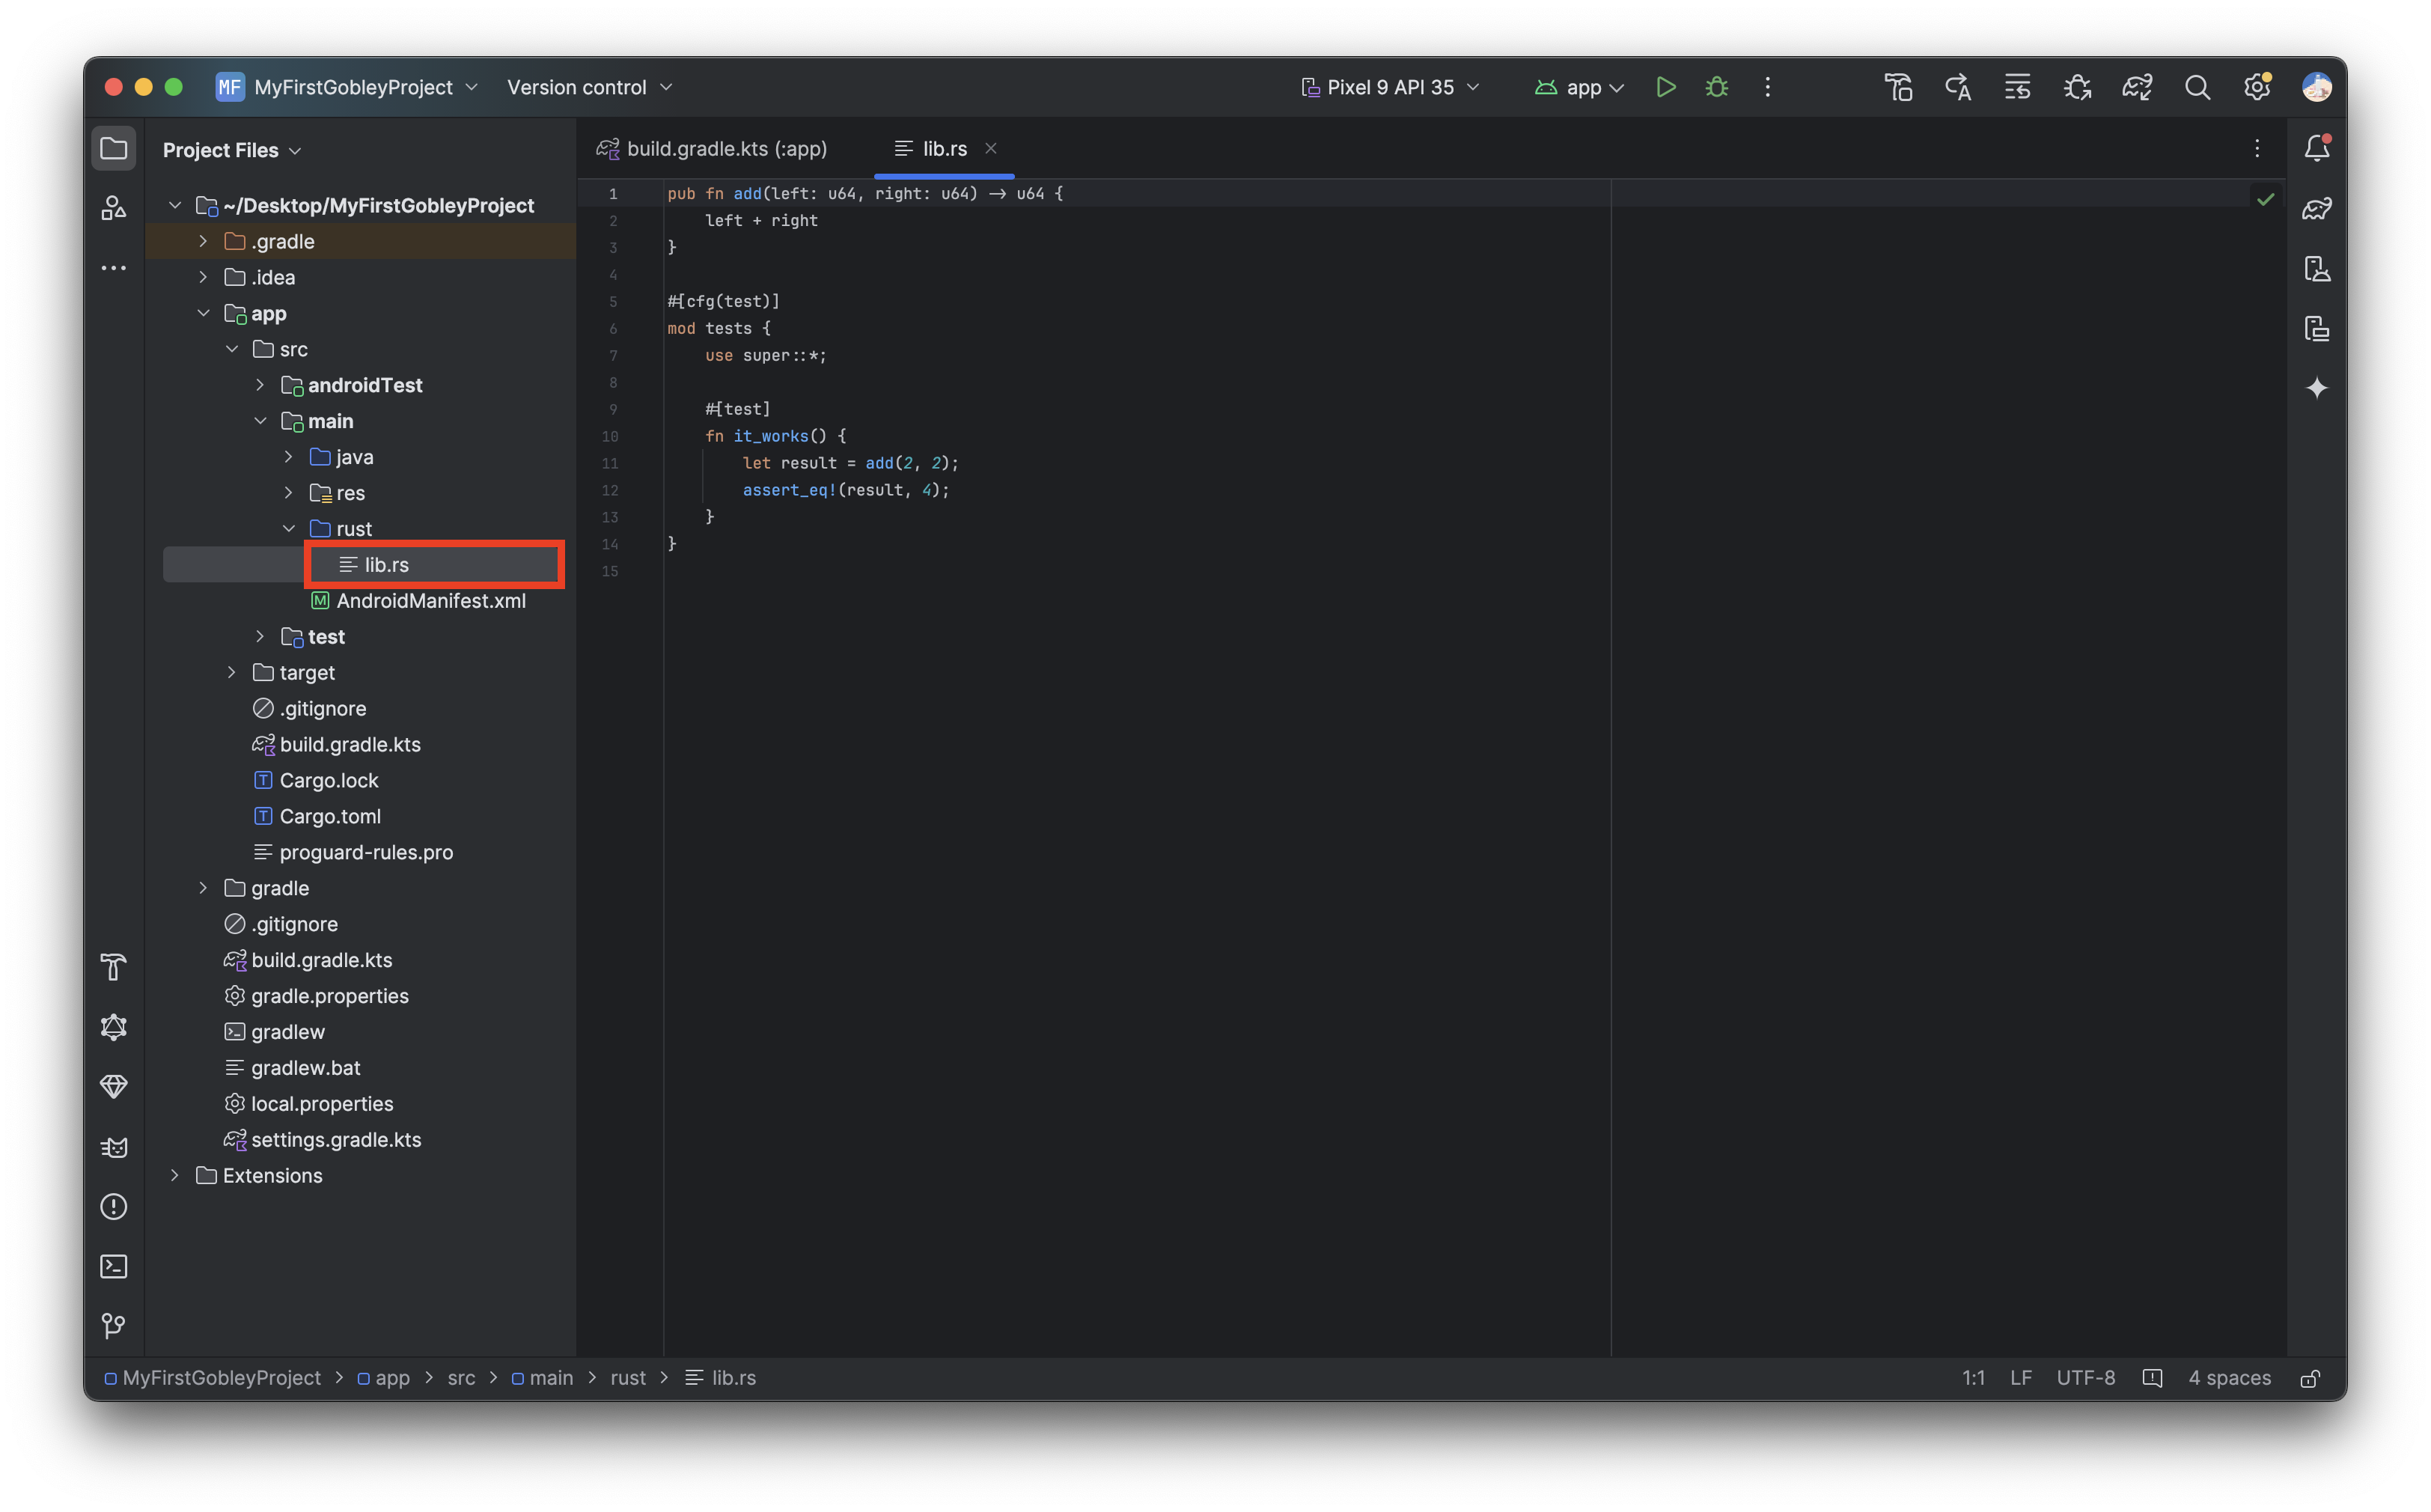 MF MyFirstGobleyProject Version control Pixel 9 API 35 app
Project Files
~/Desktop/MyFirstGobleyProject
.gradle
.idea
app
src
androidTest
main
java
res
rust
lib.rs
AndroidManifest.xml
test
target
.gitignore
build.gradle.kts
Cargo.lock
Cargo.toml
proguard-rules.pro
gradle
.gitignore
build.gradle.kts
gradle.properties
gradlew
gradlew.bat
local.properties
settings.gradle.kts
Extensions
build.gradle.kts (:app) lib.rs
1 pub fn add(left: u64, right: u64) -> u64 {
2 left + right
3 }
4
5 #[cfg(test)]
6 mod tests {
7 use super::*;
8
9 #[test]
10 fn it_works() {
11 let result = add(2, 2);
12 assert_eq!(result, 4);
13 }
14 }
15
MyFirstGobleyProject > app > src > main > rust > lib.rs 1:1 LF UTF-8 4 spaces